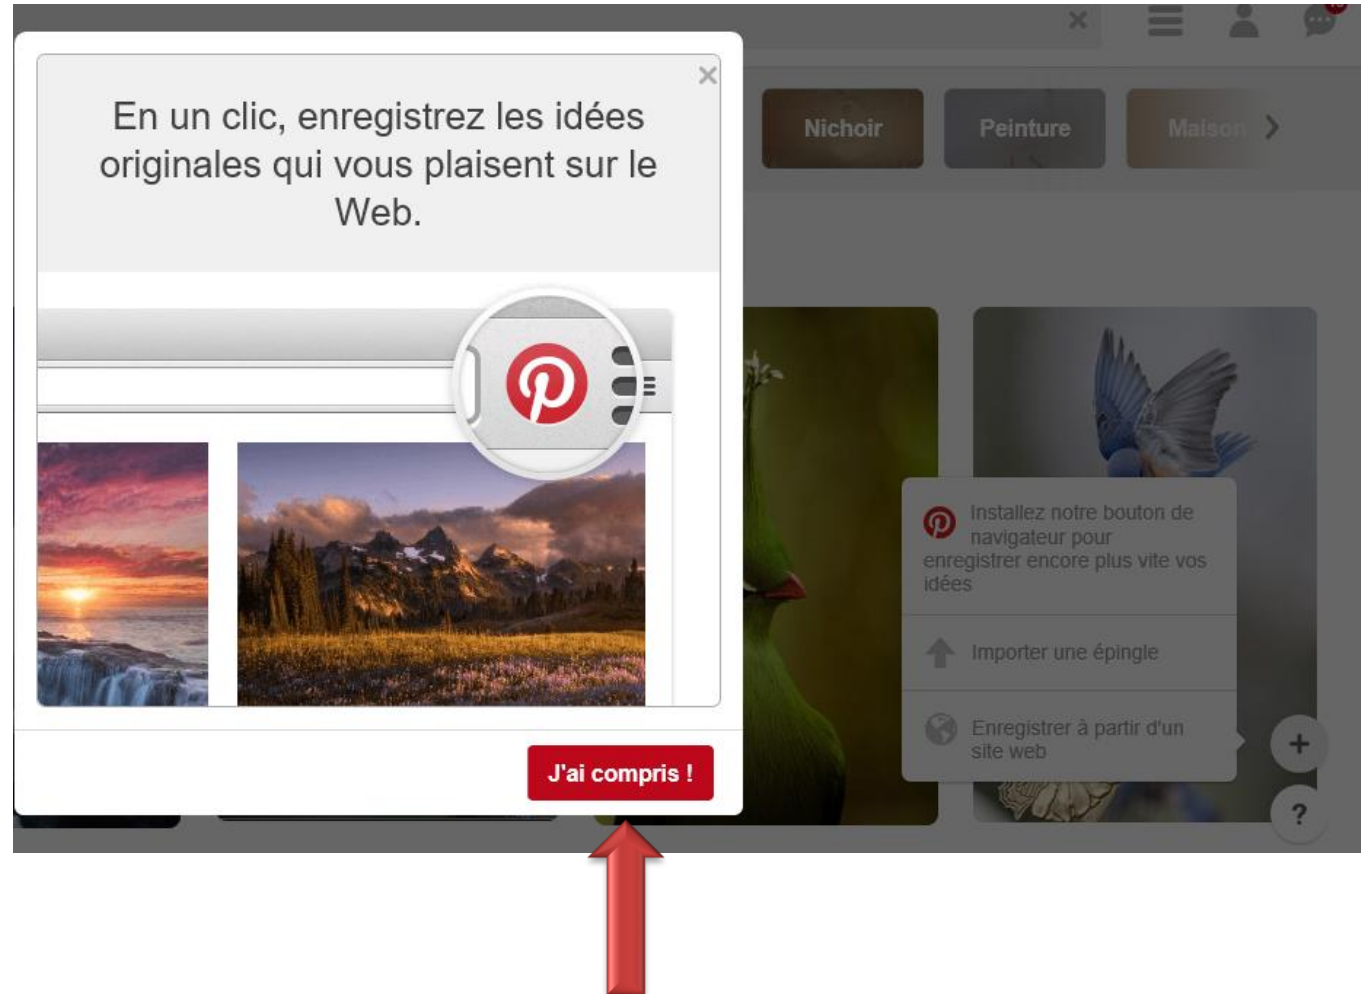 En un clic, enregistrez les idées
originales qui vous plaisent sur le
Web.
J'ai compris !
Nichoir
Peinture
Maison
Installez notre bouton de
navigateur pour
enregistrer encore plus vite vos
idées
Importer une épingle
Enregistrer à partir d'un
site web
+
?